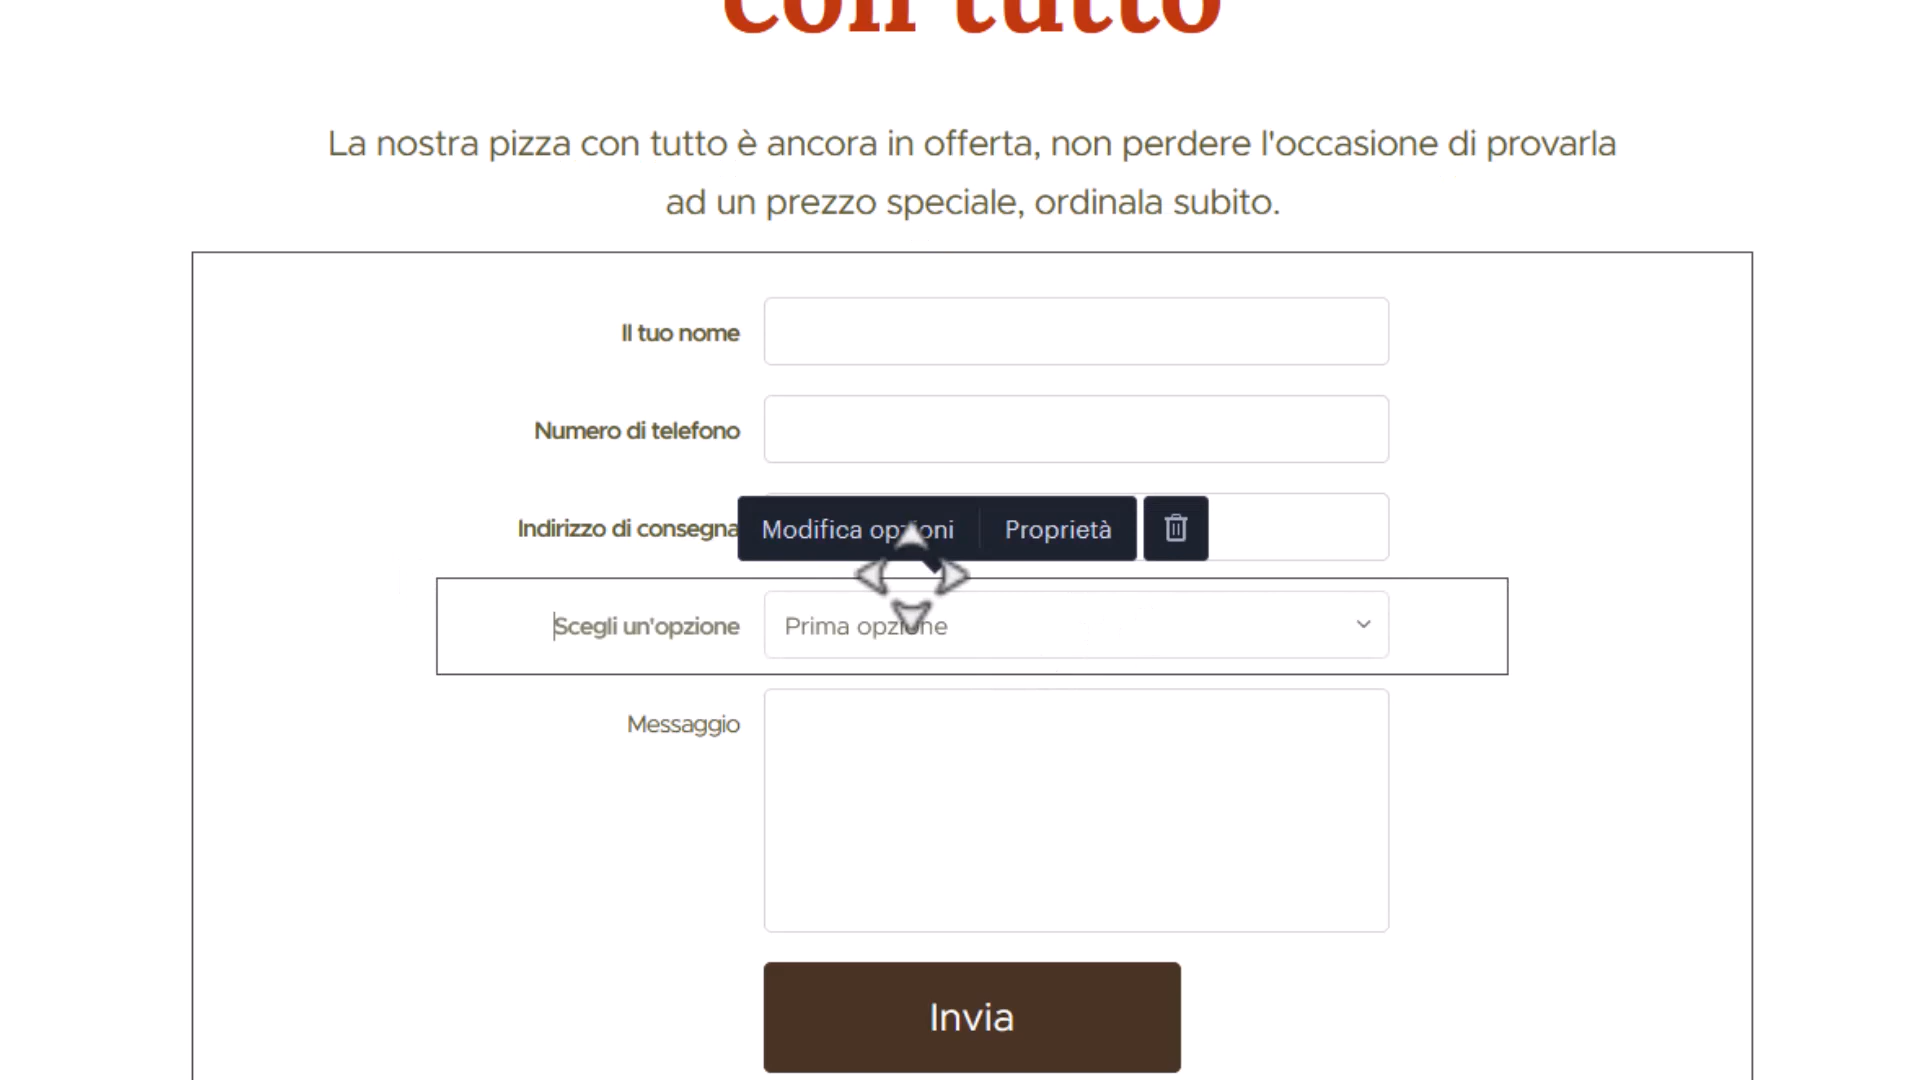 con tutto
La nostra pizza con tutto è ancora in offerta, non perdere l'occasione di provarla
ad un prezzo speciale, ordinala subito.
Il tuo nome
Numero di telefono
Indirizzo di consegna
Modifica opzioni
Proprietà
Scegli un'opzione
Prima opzione
Messaggio
Invia